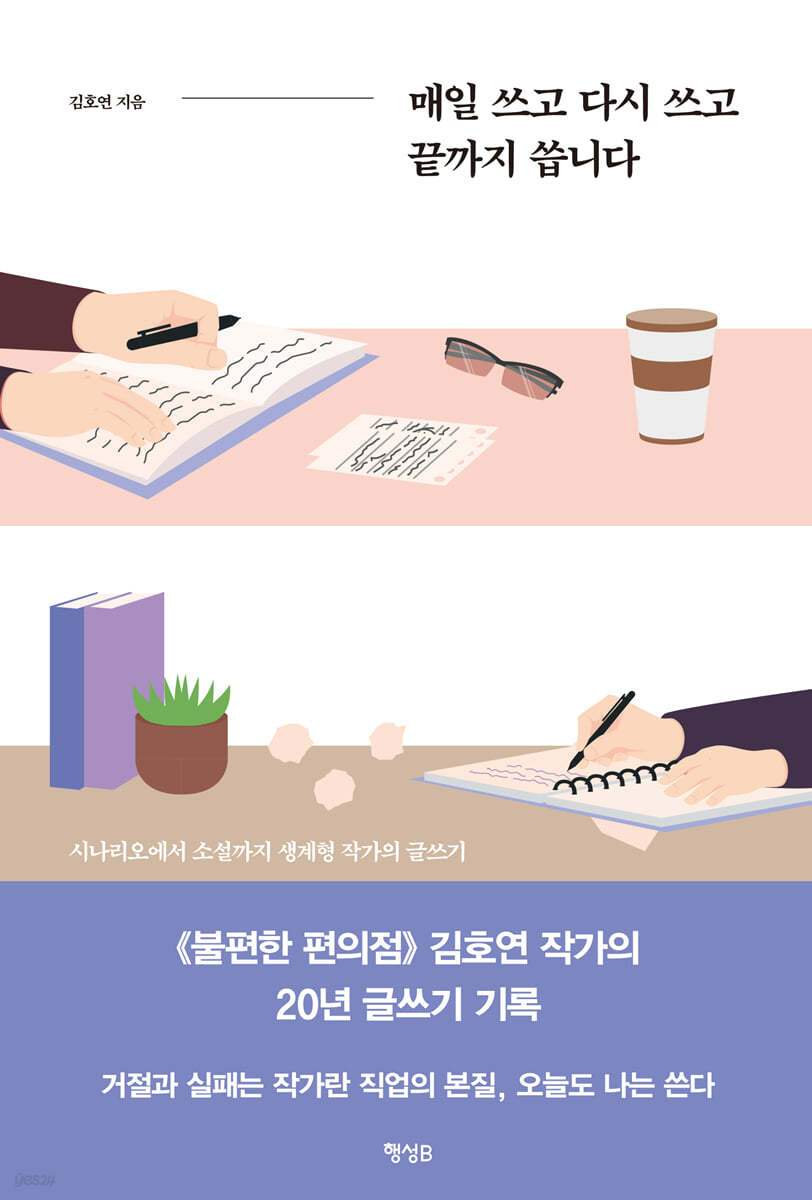 김호연 지음
매일 쓰고 다시 쓰고
끝까지 씁니다
시나리오에서 소설까지 생계형 작가의 글쓰기
《불편한 편의점》 김호연 작가의
20년 글쓰기 기록
거절과 실패는 작가란 직업의 본질, 오늘도 나는 쓴다
행성B
yes24